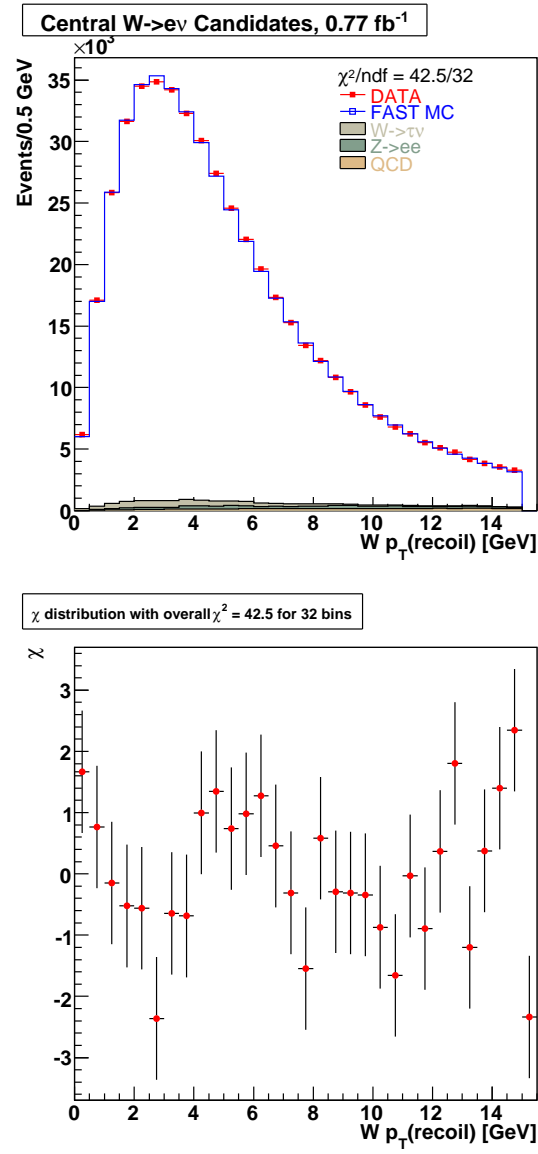 Central W->eν Candidates, 0.77 fb⁻¹
×10³
χ²/ndf = 42.5/32
DATA
FAST MC
W->τν
Z->ee
QCD
Events/0.5 GeV
35
30
25
20
15
10
5
0
0 2 4 6 8 10 12 14
W p_T(recoil) [GeV]
χ distribution with overall χ² = 42.5 for 32 bins
χ
3
2
1
0
-1
-2
-3
0 2 4 6 8 10 12 14
W p_T(recoil) [GeV]